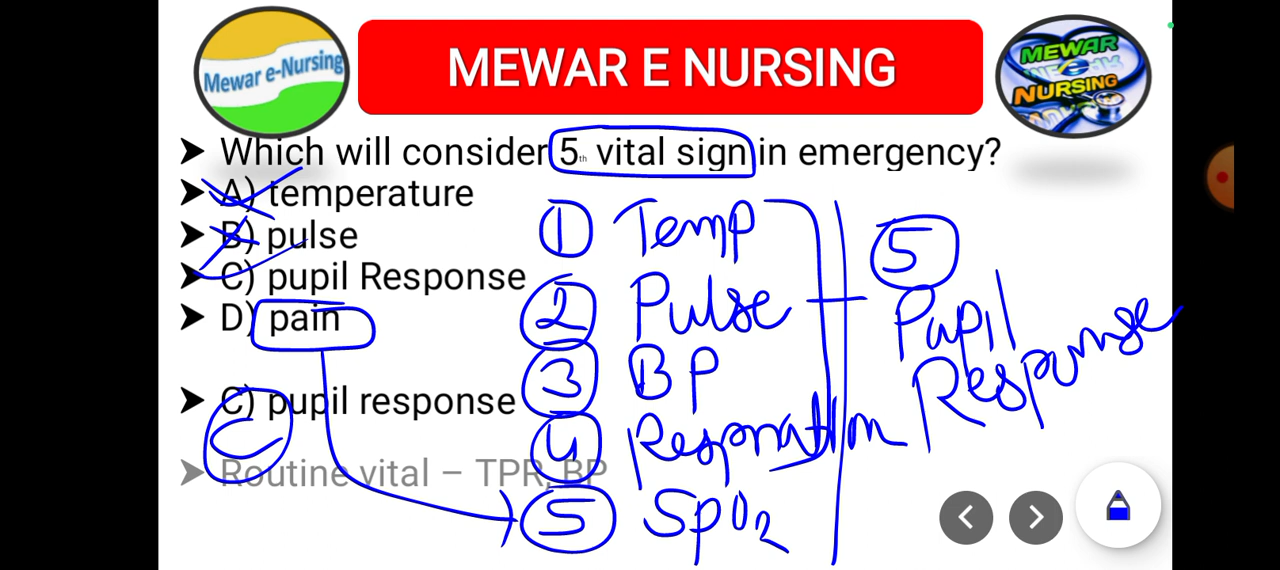 Mewar e-Nursing
MEWAR E NURSING
MEWAR
e
NURSING
➤ Which will consider 5th vital sign in emergency?
➤ A) temperature
➤ B) pulse
➤ C) pupil Response
➤ D) pain
➤ C) pupil response
➤ Routine vital – TPR, BP
① Temp
② Pulse
③ BP
④ Respiration
⑤ SpO2
⑤
Pupil
Response
C